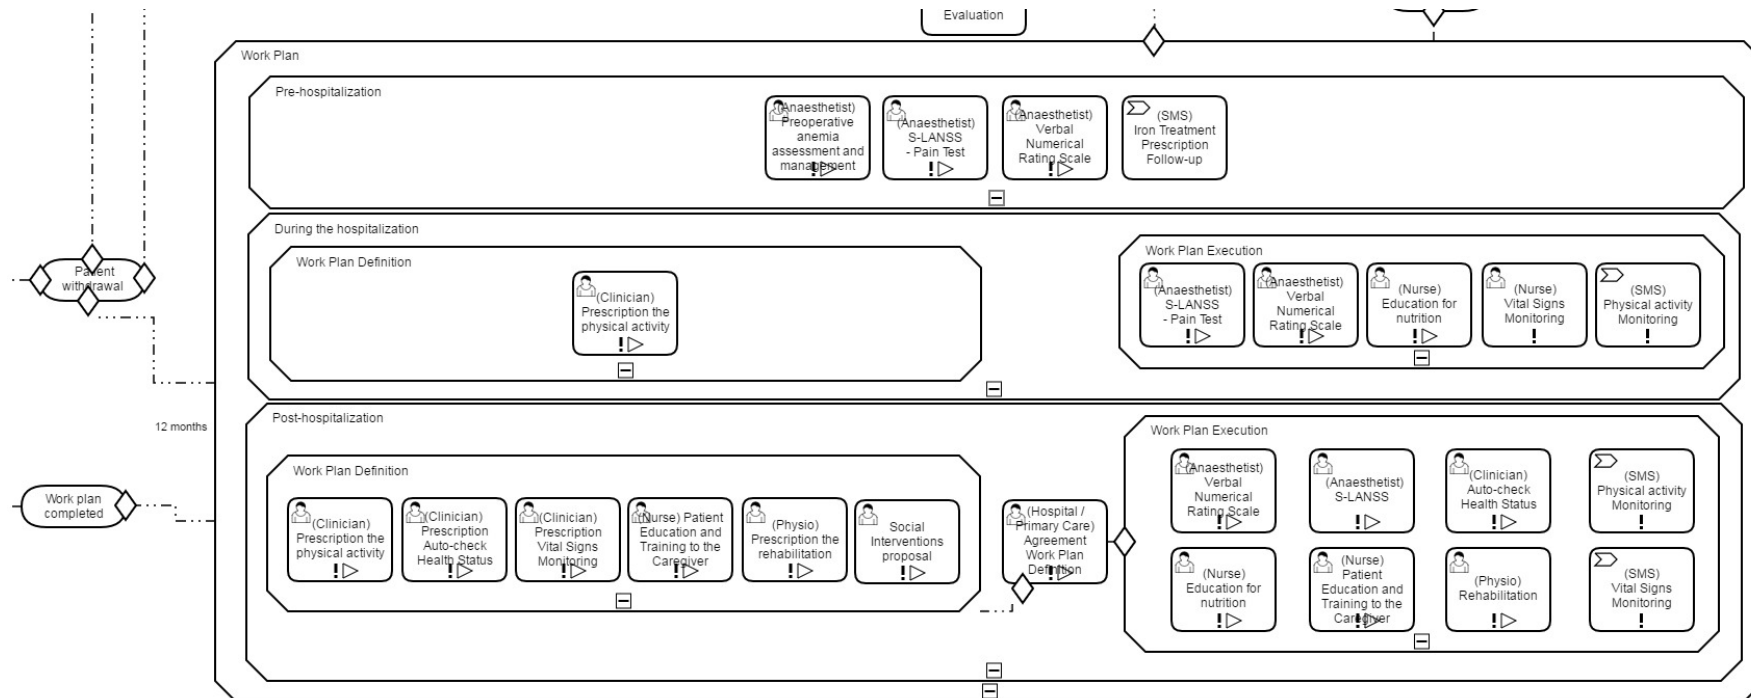 Evaluation
Work Plan
Pre-hospitalization
(Anaesthetist)
Preoperative
anemia
assessment and
management
(Anaesthetist)
S-LANSS
- Pain Test
(Anaesthetist)
Verbal
Numerical
Rating Scale
(SMS)
Iron Treatment
Prescription
Follow-up
During the hospitalization
Work Plan Definition
(Clinician)
Prescription the
physical activity
Work Plan Execution
(Anaesthetist)
S-LANSS
- Pain Test
(Anaesthetist)
Verbal
Numerical
Rating Scale
(Nurse)
Education for
nutrition
(Nurse)
Vital Signs
Monitoring
(SMS)
Physical activity
Monitoring
Patient
withdrawal
12 months
Work plan
completed
Post-hospitalization
Work Plan Definition
(Clinician)
Prescription the
physical activity
(Clinician)
Prescription
Auto-check
Health Status
(Clinician)
Prescription
Vital Signs
Monitoring
(Nurse) Patient
Education and
Training to the
Caregiver
(Physio)
Prescription the
rehabilitation
Social
Interventions
proposal
(Hospital /
Primary Care)
Agreement
Work Plan
Definition
Work Plan Execution
(Anaesthetist)
Verbal
Numerical
Rating Scale
(Anaesthetist)
S-LANSS
(Clinician)
Auto-check
Health Status
(SMS)
Physical activity
Monitoring
(Nurse)
Education for
nutrition
(Nurse)
Patient
Education and
Training to the
Caregiver
(Physio)
Rehabilitation
(SMS)
Vital Signs
Monitoring